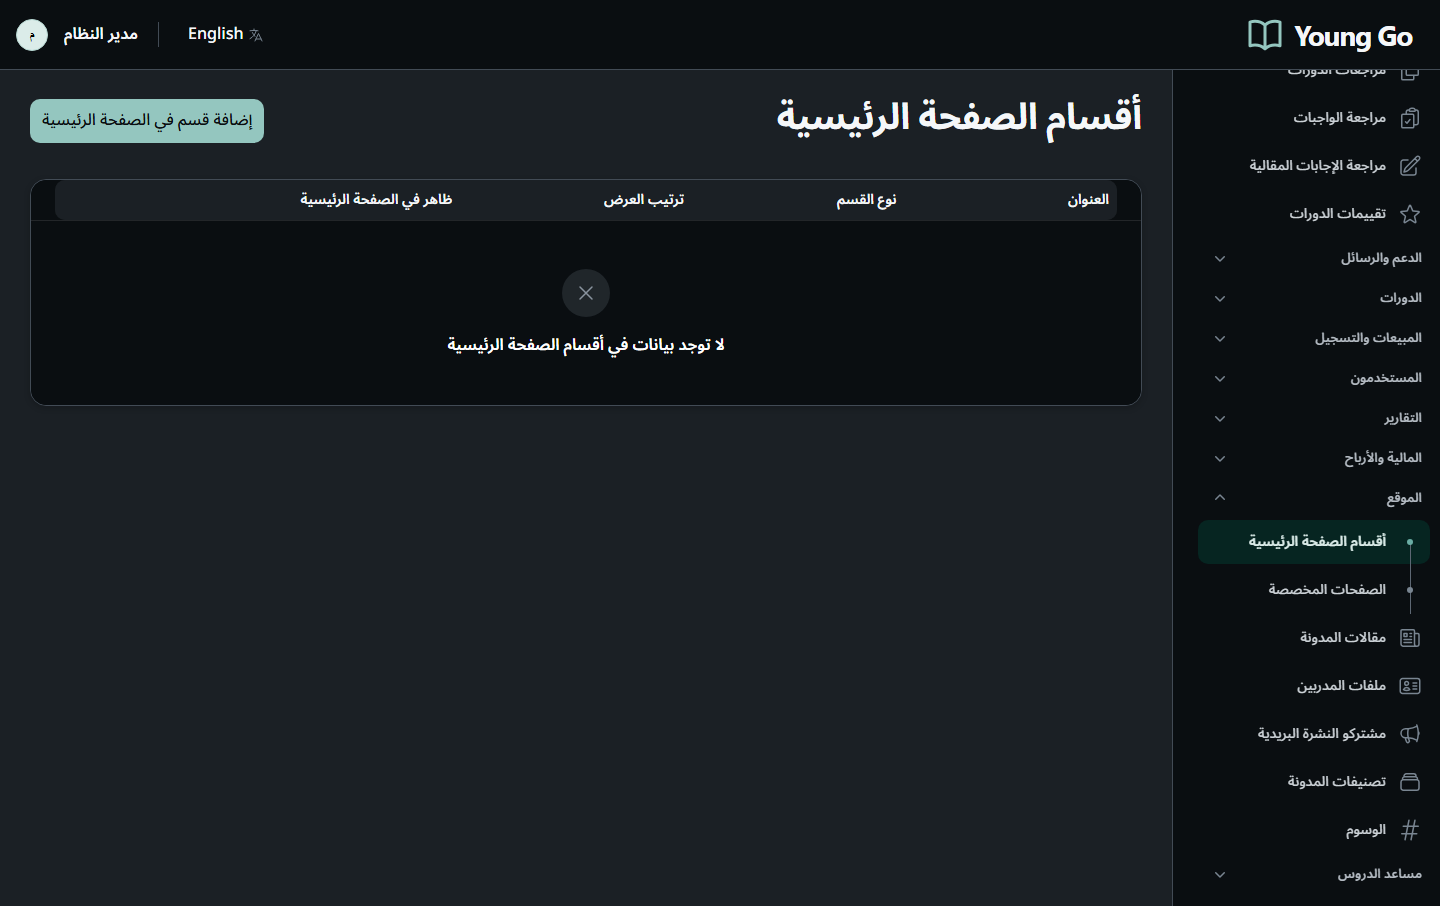 Young Go
English
مدير النظام
م
مراجعات الدورات
مراجعة الواجبات
مراجعة الإجابات المقالية
تقييمات الدورات
الدعم والرسائل
الدورات
المبيعات والتسجيل
المستخدمون
التقارير
المالية والأرباح
الموقع
أقسام الصفحة الرئيسية
الصفحات المخصصة
مقالات المدونة
ملفات المدربين
مشتركو النشرة البريدية
تصنيفات المدونة
الوسوم
مساعد الدروس
أقسام الصفحة الرئيسية
إضافة قسم في الصفحة الرئيسية
العنوان نوع القسم ترتيب العرض ظاهر في الصفحة الرئيسية
لا توجد بيانات في أقسام الصفحة الرئيسية